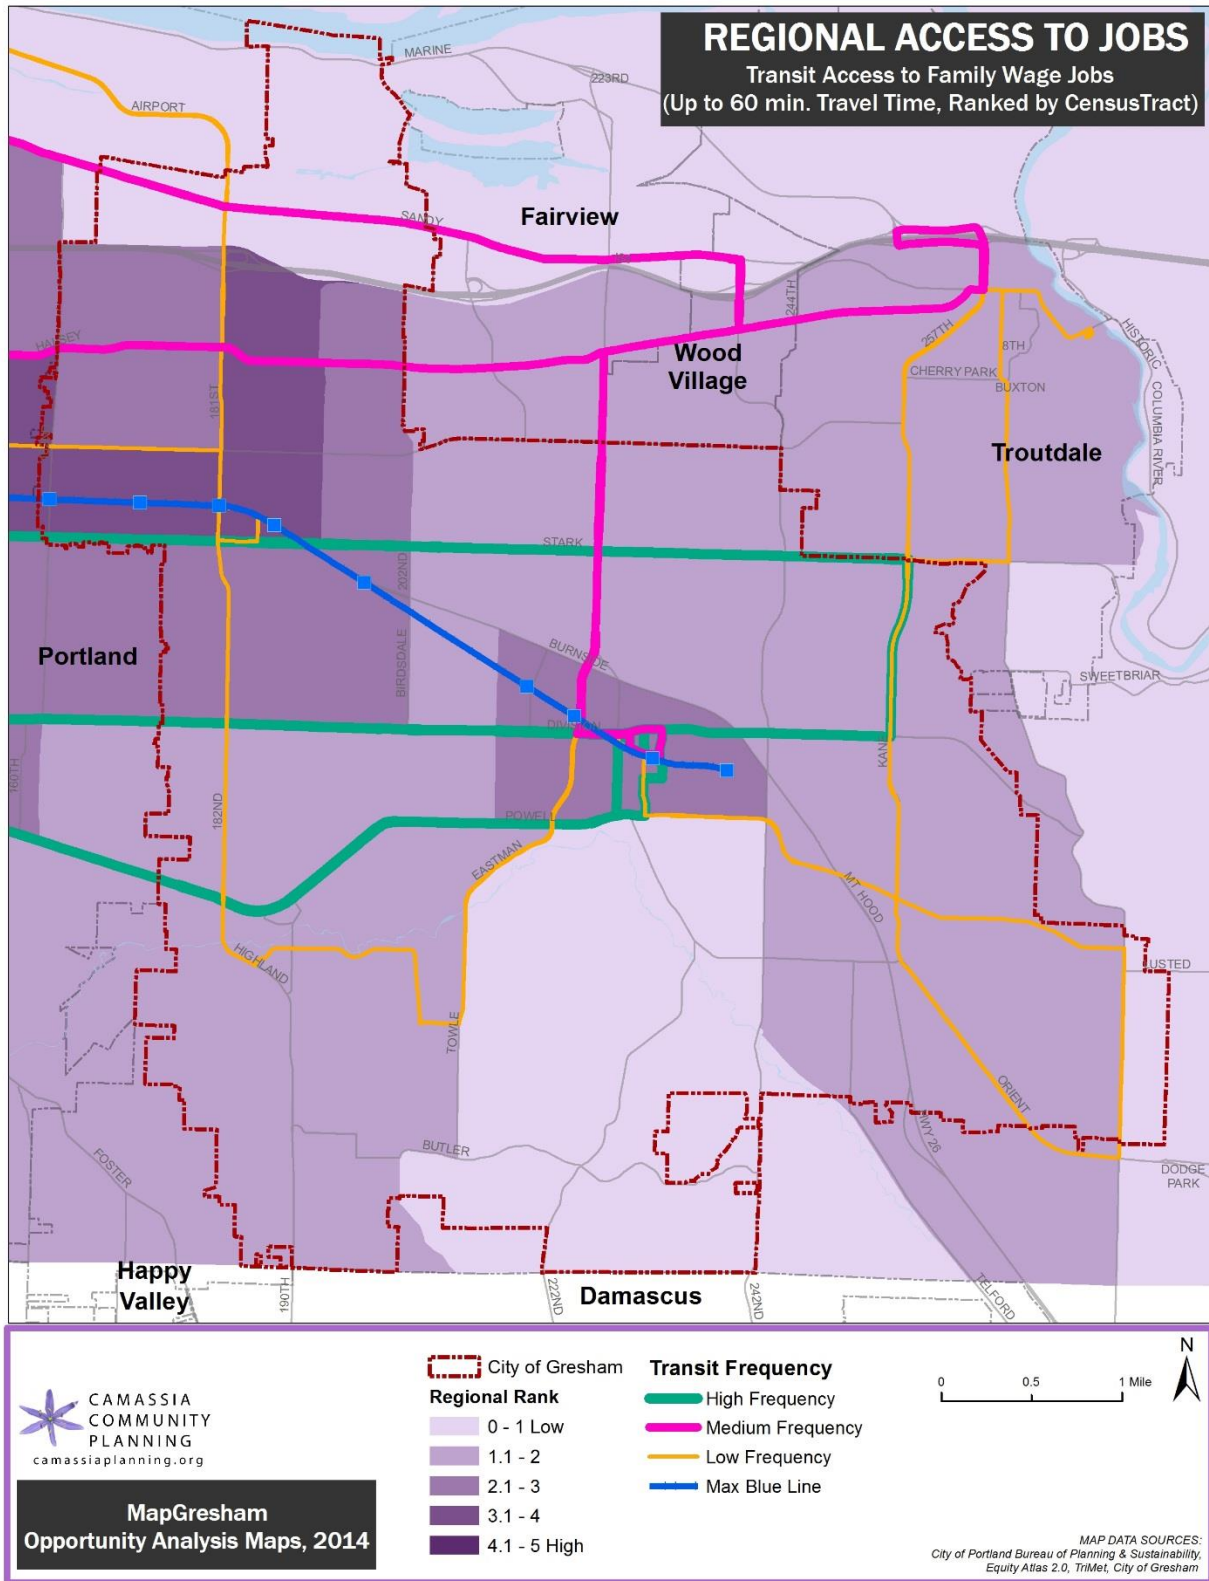 REGIONAL ACCESS TO JOBS
Transit Access to Family Wage Jobs
(Up to 60 min. Travel Time, Ranked by CensusTract)
MARINE
223RD
AIRPORT
SANDY
Fairview
244TH
HALSEY
Wood
Village
257TH
8TH
HISTORIC
COLUMBIA RIVER
CHERRY PARK
BUXTON
181ST
Troutdale
STARK
202ND
BIRDSDALE
BURNSIDE
Portland
SWEETBRIAR
DIVISION
KANE
160TH
182ND
POWELL
EASTMAN
MT HOOD
HIGHLAND
LUSTED
TOWLE
ORIENT
HWY 26
BUTLER
FOSTER
DODGE
PARK
Happy
Valley
190TH
222ND
Damascus
242ND
TELFORD
CAMASSIA
COMMUNITY
PLANNING
camassiaplanning.org
MapGresham
Opportunity Analysis Maps, 2014
City of Gresham
Regional Rank
0 - 1 Low
1.1 - 2
2.1 - 3
3.1 - 4
4.1 - 5 High
Transit Frequency
High Frequency
Medium Frequency
Low Frequency
Max Blue Line
N
0 0.5 1 Mile
MAP DATA SOURCES:
City of Portland Bureau of Planning & Sustainability,
Equity Atlas 2.0, TriMet, City of Gresham